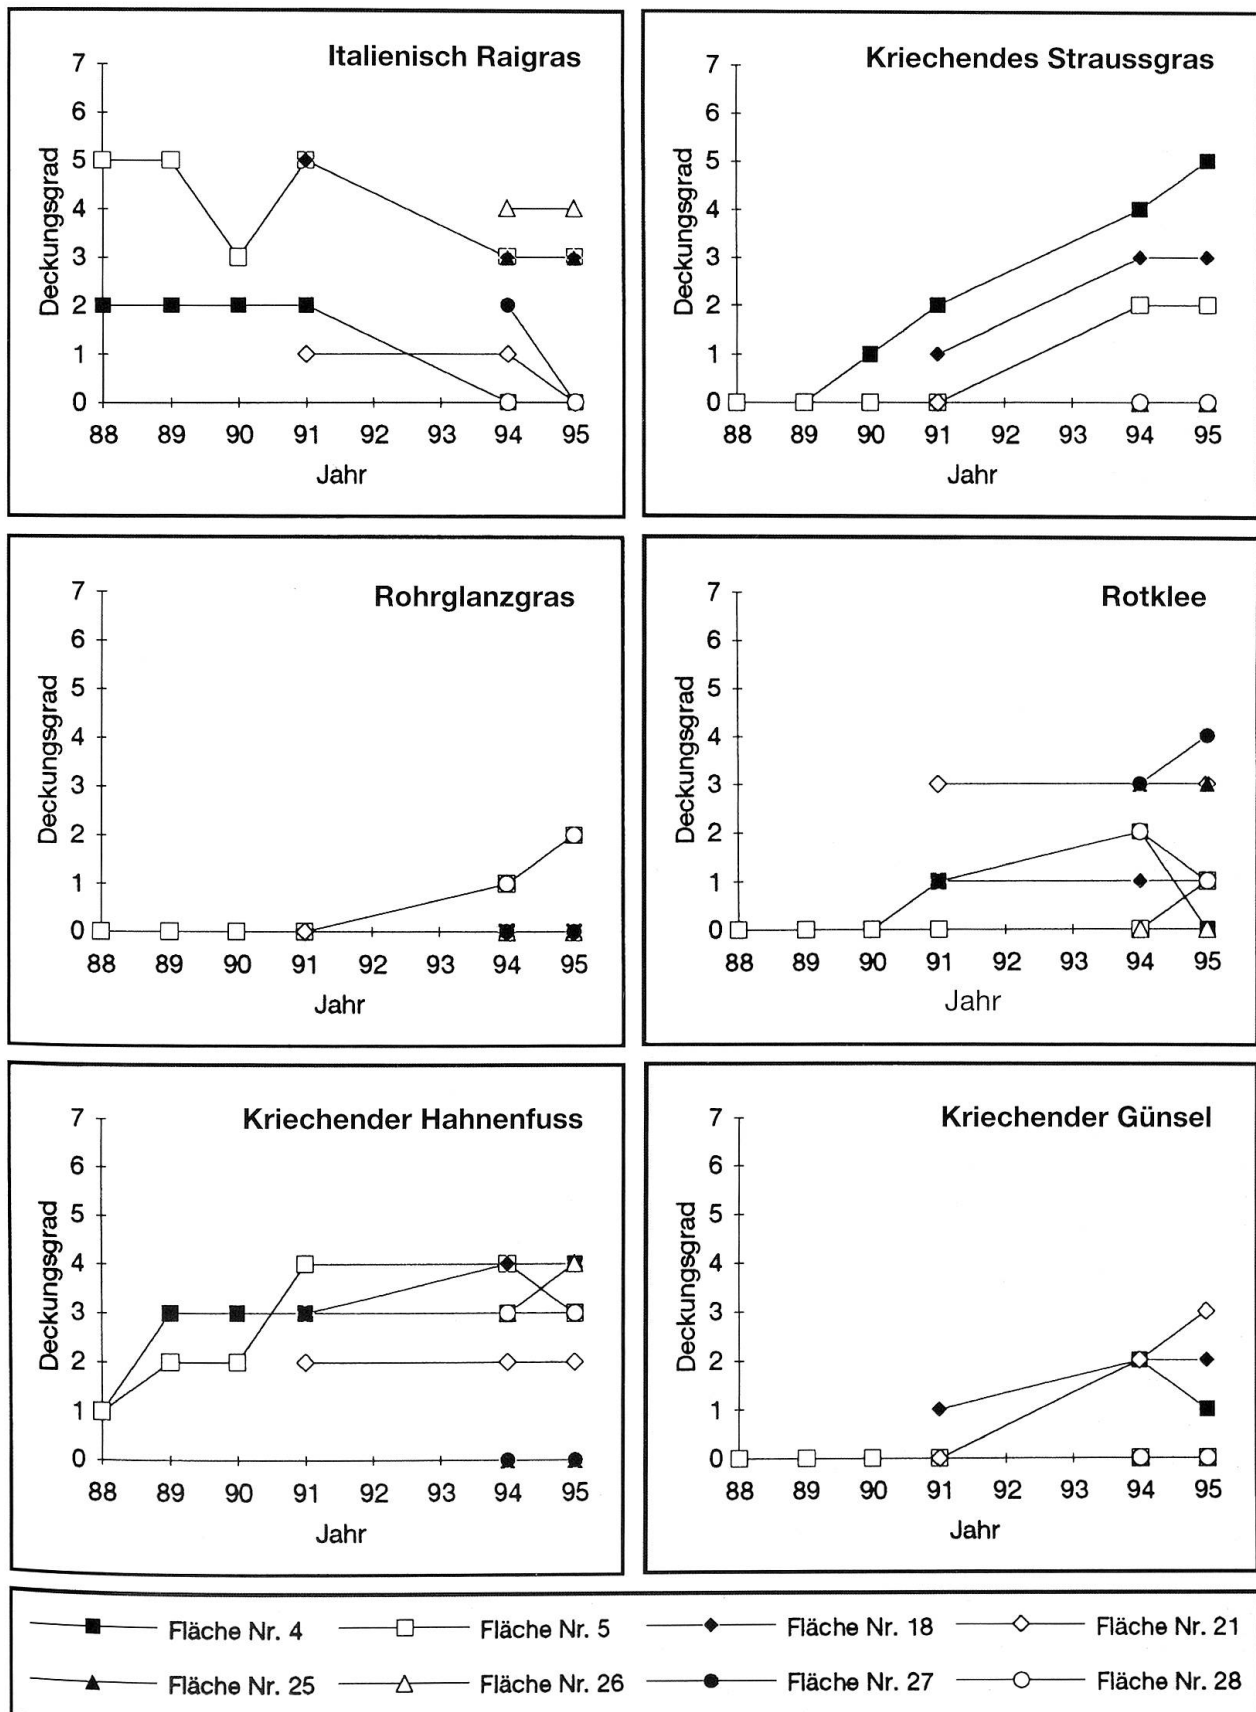 Italienisch Raigras
7
6
5
4
3
2
1
0
Deckungsgrad
88 89 90 91 92 93 94 95
Jahr
Kriechendes Straussgras
7
6
5
4
3
2
1
0
Deckungsgrad
88 89 90 91 92 93 94 95
Jahr
Rohrglanzgras
7
6
5
4
3
2
1
0
Deckungsgrad
88 89 90 91 92 93 94 95
Jahr
Rotklee
7
6
5
4
3
2
1
0
Deckungsgrad
88 89 90 91 92 93 94 95
Jahr
Kriechender Hahnenfuss
7
6
5
4
3
2
1
0
Deckungsgrad
88 89 90 91 92 93 94 95
Jahr
Kriechender Günsel
7
6
5
4
3
2
1
0
Deckungsgrad
88 89 90 91 92 93 94 95
Jahr
Fläche Nr. 4 Fläche Nr. 5 Fläche Nr. 18 Fläche Nr. 21
Fläche Nr. 25 Fläche Nr. 26 Fläche Nr. 27 Fläche Nr. 28